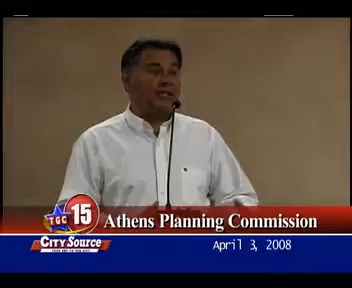 TGC
15
Athens Planning Commission
CITY SOURCE
April 3, 2008